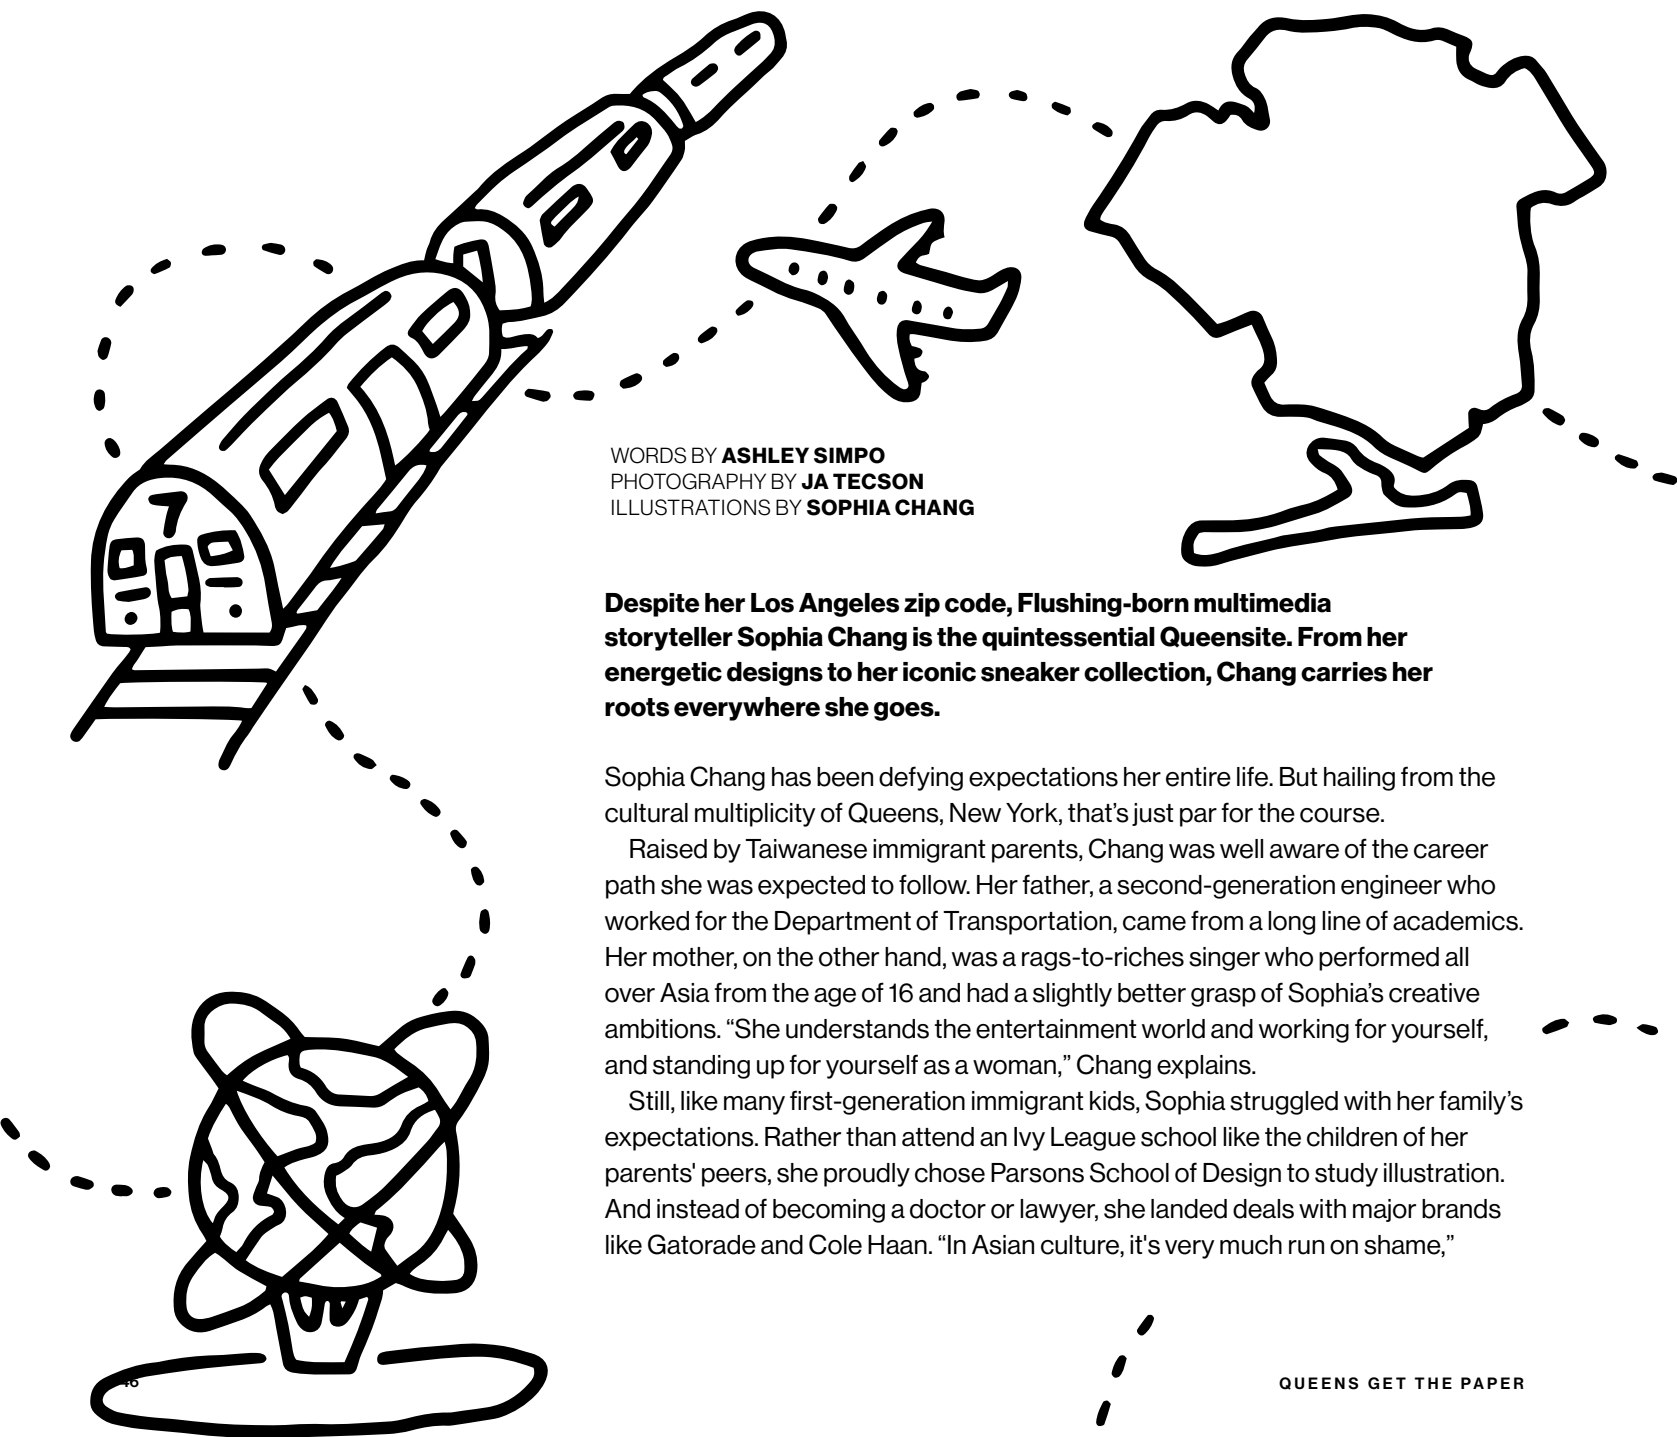 7
WORDS BY ASHLEY SIMPO
PHOTOGRAPHY BY JA TECSON
ILLUSTRATIONS BY SOPHIA CHANG
Despite her Los Angeles zip code, Flushing-born multimedia
storyteller Sophia Chang is the quintessential Queensite. From her
energetic designs to her iconic sneaker collection, Chang carries her
roots everywhere she goes.
Sophia Chang has been defying expectations her entire life. But hailing from the
cultural multiplicity of Queens, New York, that’s just par for the course.
Raised by Taiwanese immigrant parents, Chang was well aware of the career
path she was expected to follow. Her father, a second-generation engineer who
worked for the Department of Transportation, came from a long line of academics.
Her mother, on the other hand, was a rags-to-riches singer who performed all
over Asia from the age of 16 and had a slightly better grasp of Sophia’s creative
ambitions. “She understands the entertainment world and working for yourself,
and standing up for yourself as a woman,” Chang explains.
Still, like many first-generation immigrant kids, Sophia struggled with her family’s
expectations. Rather than attend an Ivy League school like the children of her
parents' peers, she proudly chose Parsons School of Design to study illustration.
And instead of becoming a doctor or lawyer, she landed deals with major brands
like Gatorade and Cole Haan. “In Asian culture, it's very much run on shame,”
QUEENS GET THE PAPER